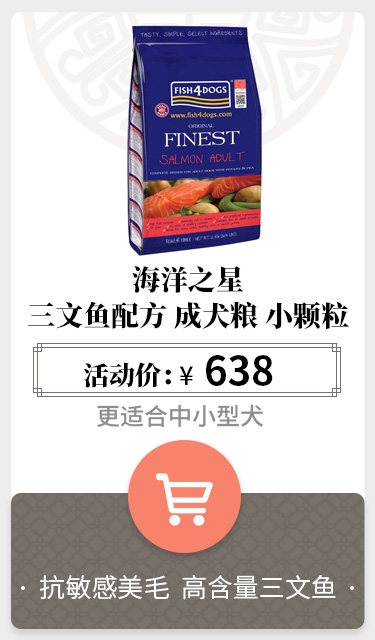 TASTY, SIMPLE, SELECT INGREDIENTS
FISH4DOGS
www.fish4dogs.com
ORIGINAL
FINEST
SALMON ADULT
COMPLETE DINNER FOR ADULT DOGS WITH POTATO & PEA
海洋之星
三文鱼配方 成犬粮 小颗粒
活动价:¥ 638
更适合中小型犬
· 抗敏感美毛 高含量三文鱼 ·